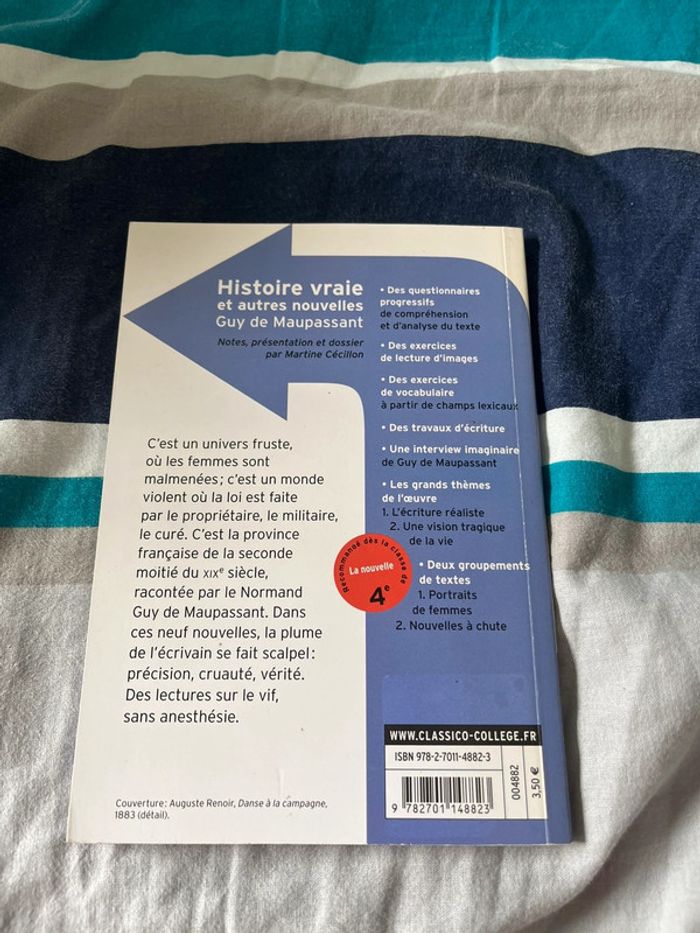 Histoire vraie
et autres nouvelles
Guy de Maupassant
Notes, présentation et dossier
par Martine Cécillon
C'est un univers fruste,
où les femmes sont
malmenées ; c'est un monde
violent où la loi est faite
par le propriétaire, le militaire,
le curé. C'est la province
française de la seconde
moitié du XIXe siècle,
racontée par le Normand
Guy de Maupassant. Dans
ces neuf nouvelles, la plume
de l'écrivain se fait scalpel :
précision, cruauté, vérité.
Des lectures sur le vif,
sans anesthésie.
Couverture : Auguste Renoir, Danse à la campagne,
1883 (détail).
• Des questionnaires
progressifs
de compréhension
et d'analyse du texte
• Des exercices
de lecture d'images
• Des exercices
de vocabulaire
à partir de champs lexicaux
• Des travaux d'écriture
• Une interview imaginaire
de Guy de Maupassant
• Les grands thèmes
de l'œuvre
1. L'écriture réaliste
2. Une vision tragique
de la vie
• Deux groupements
de textes
1. Portraits
de femmes
2. Nouvelles à chute
Recommandé dès la classe de
4e
La nouvelle
WWW.CLASSICO-COLLEGE.FR
ISBN 978-2-7011-4882-3
9 782701 148823
004882
3,50 €